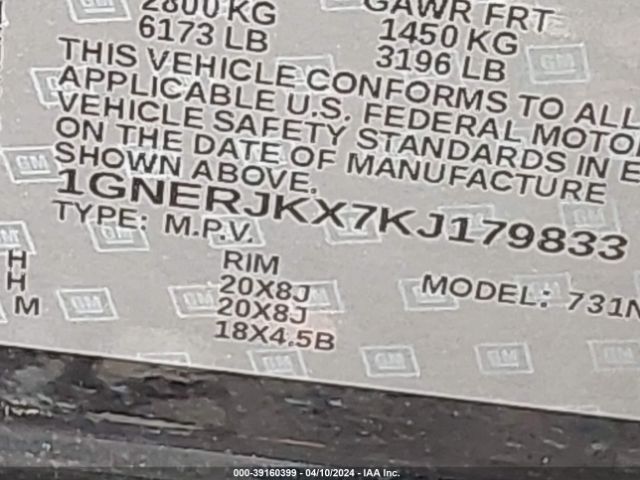 2800 KG
GAWR FRT
6173 LB
1450 KG
3196 LB
THIS VEHICLE CONFORMS TO ALL
APPLICABLE U.S. FEDERAL MOTO
VEHICLE SAFETY STANDARDS IN E
ON THE DATE OF MANUFACTURE
SHOWN ABOVE.
1GNERJKX7KJ179833
TYPE: M.P.V.
H RIM
H 20X8J MODEL: 731N
M 20X8J
18X4.5B
000-39160399 - 04/10/2024 - IAA Inc.